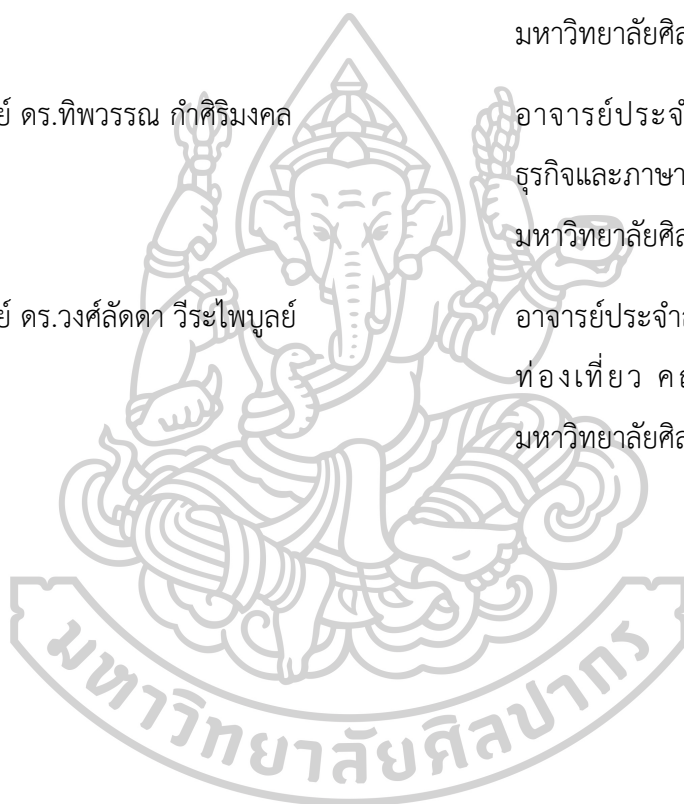 มหาวิทยาลัยศิล
ย์ ดร.ทิพวรรณ กำศิริมงคล
อาจารย์ประจำ
ธุรกิจและภาษา
มหาวิทยาลัยศิล
ย์ ดร.วงศ์ลัดดา วีระไพบูลย์
อาจารย์ประจำ
ท่องเที่ยว คณ
มหาวิทยาลัยศิล
มหาวิทยาลัยศิลปากร